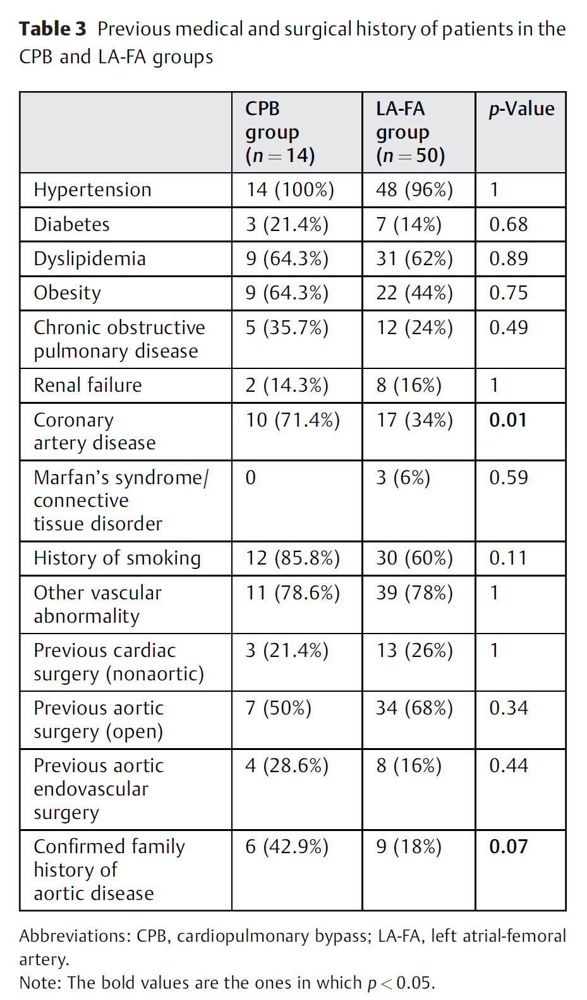 Table 3 Previous medical and surgical history of patients in the
CPB and LA-FA groups
CPB group (n = 14) LA-FA group (n = 50) p-Value
Hypertension 14 (100%) 48 (96%) 1
Diabetes 3 (21.4%) 7 (14%) 0.68
Dyslipidemia 9 (64.3%) 31 (62%) 0.89
Obesity 9 (64.3%) 22 (44%) 0.75
Chronic obstructive pulmonary disease 5 (35.7%) 12 (24%) 0.49
Renal failure 2 (14.3%) 8 (16%) 1
Coronary artery disease 10 (71.4%) 17 (34%) 0.01
Marfan's syndrome/ connective tissue disorder 0 3 (6%) 0.59
History of smoking 12 (85.8%) 30 (60%) 0.11
Other vascular abnormality 11 (78.6%) 39 (78%) 1
Previous cardiac surgery (nonaortic) 3 (21.4%) 13 (26%) 1
Previous aortic surgery (open) 7 (50%) 34 (68%) 0.34
Previous aortic endovascular surgery 4 (28.6%) 8 (16%) 0.44
Confirmed family history of aortic disease 6 (42.9%) 9 (18%) 0.07
Abbreviations: CPB, cardiopulmonary bypass; LA-FA, left atrial-femoral
artery.
Note: The bold values are the ones in which p < 0.05.